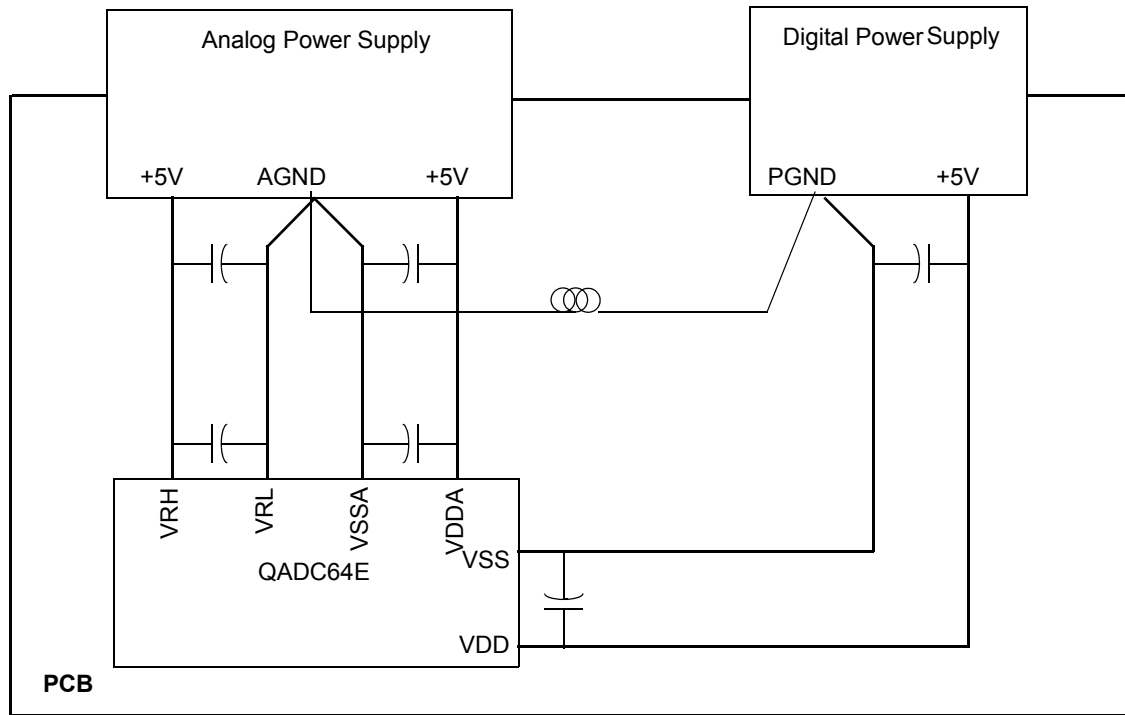 Analog Power Supply
Digital Power Supply
+5V AGND +5V
PGND +5V
VRH VRL VSSA VDDA
VSS
QADC64E
VDD
PCB